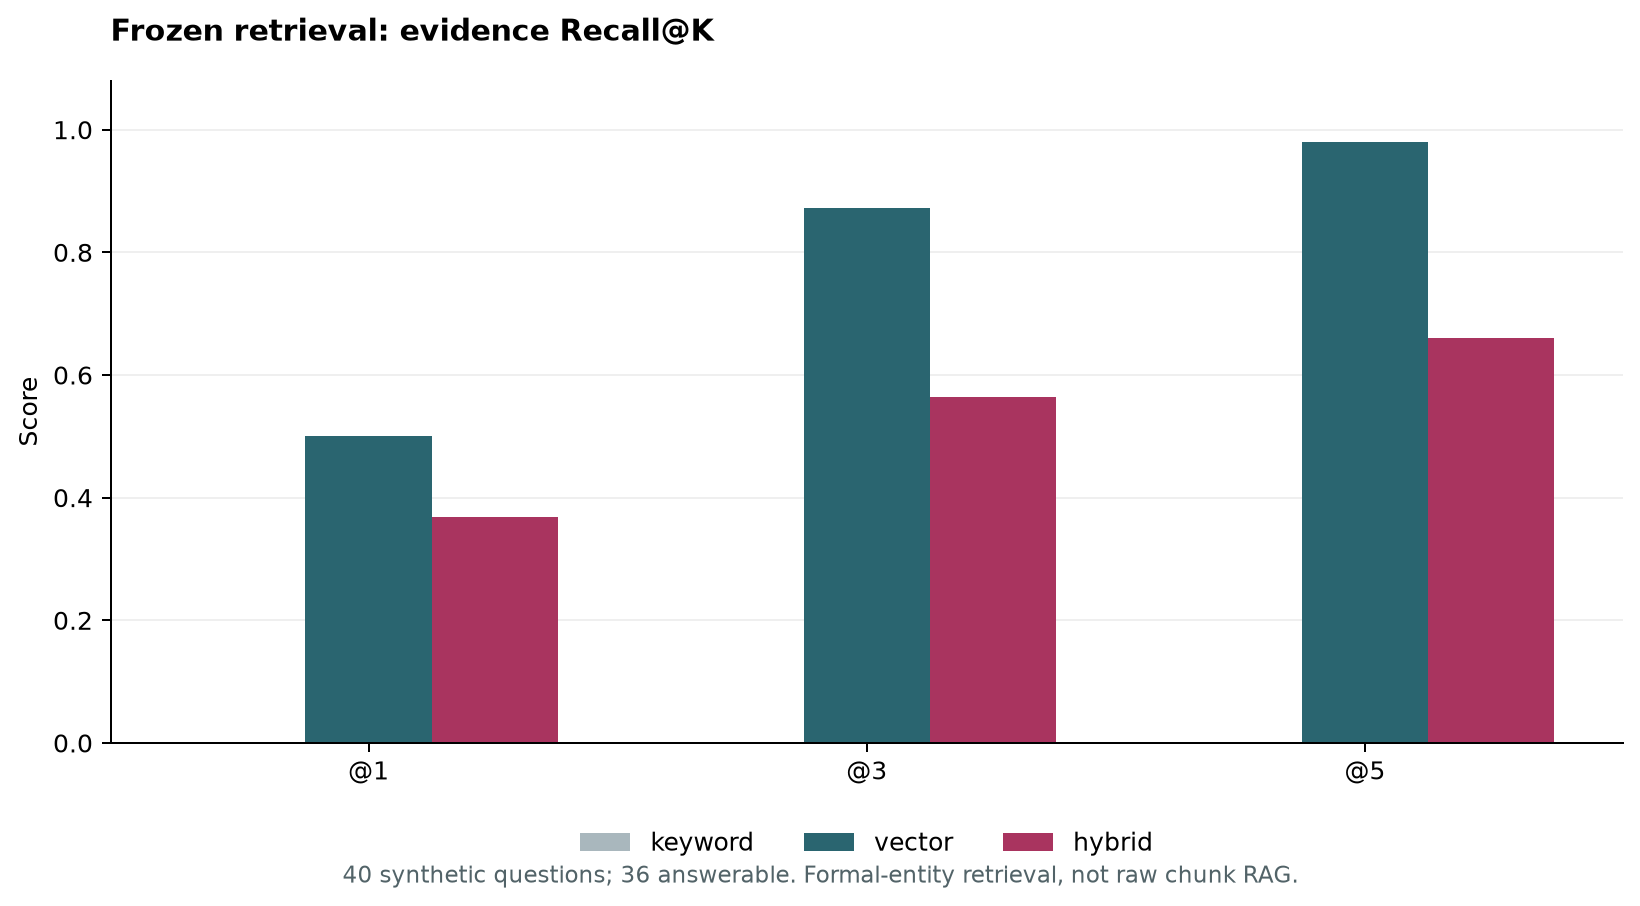 Frozen retrieval: evidence Recall@K
1.0
0.8
0.6
0.4
0.2
0.0
Score
@1 @3 @5
keyword vector hybrid
40 synthetic questions; 36 answerable. Formal-entity retrieval, not raw chunk RAG.